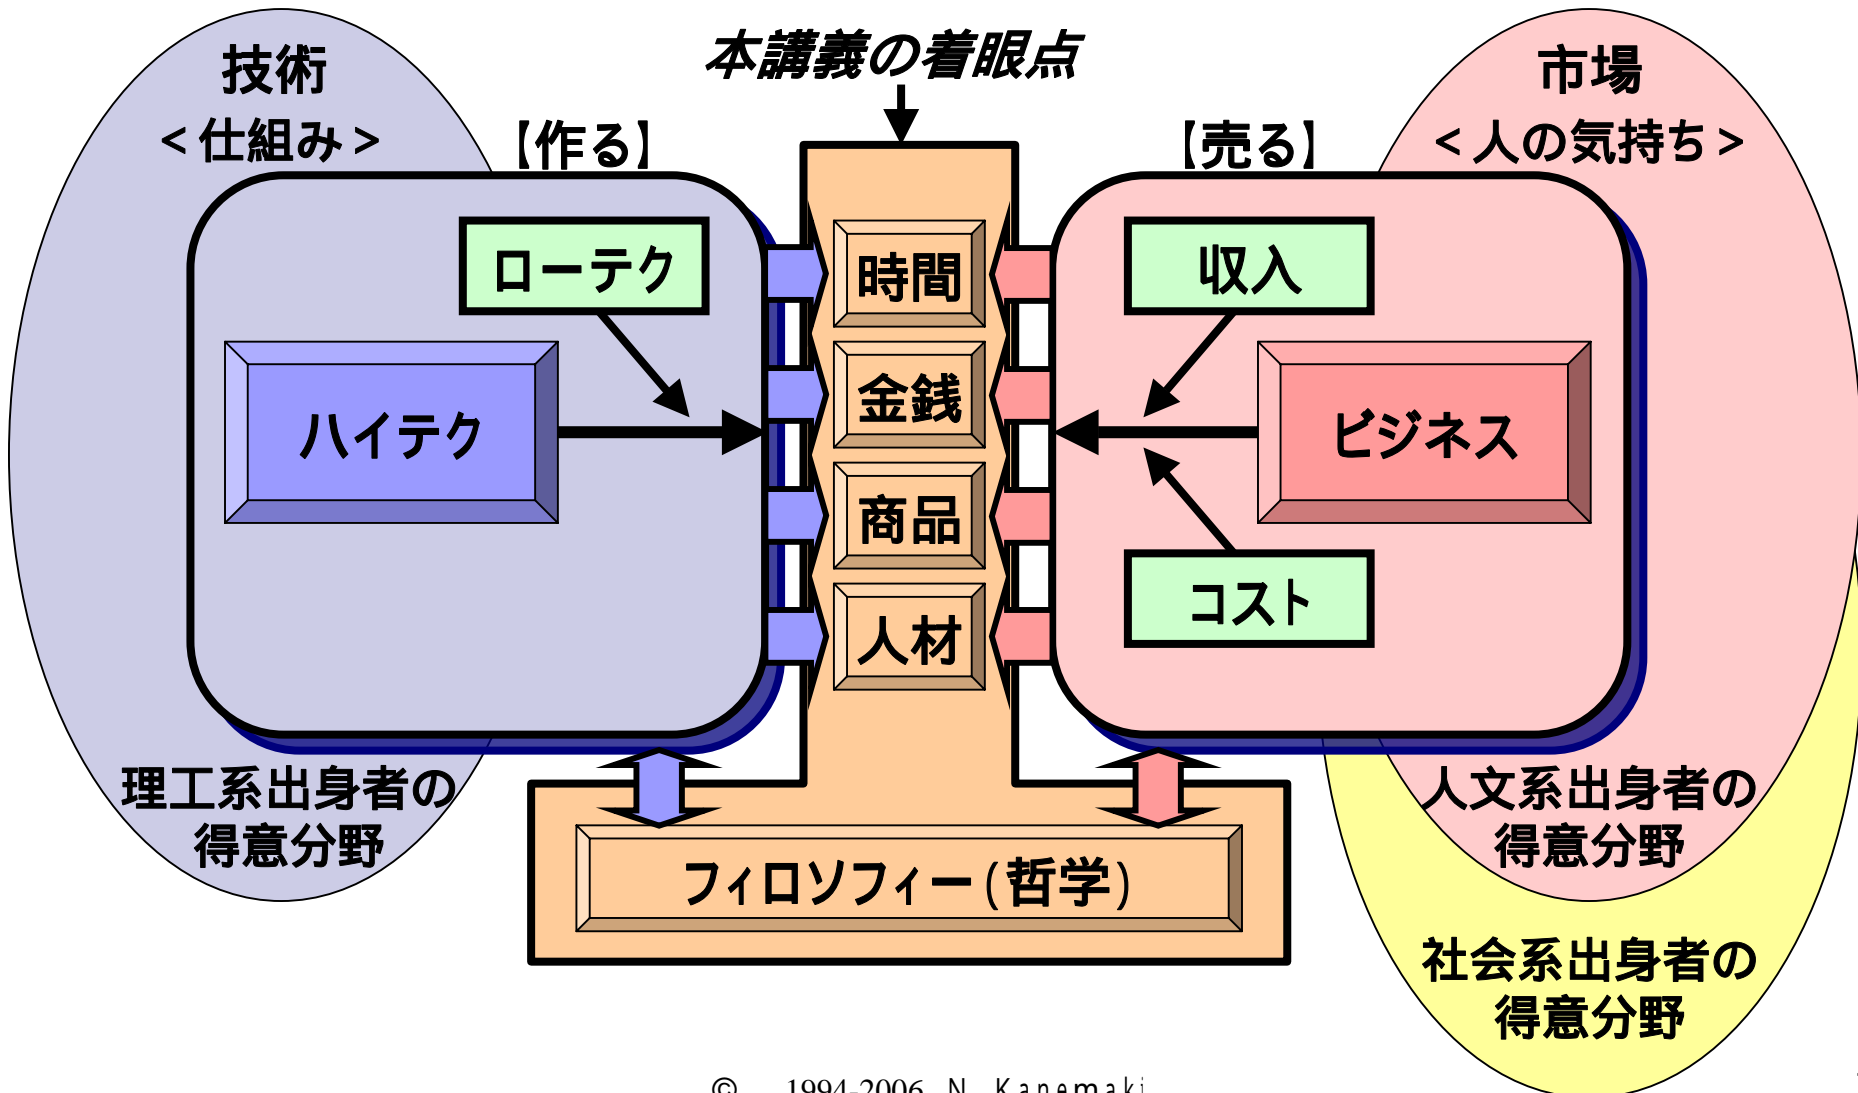 本講義の着眼点
技術
<仕組み>
【作る】
ローテク
ハイテク
理工系出身者の
得意分野
時間
金銭
商品
人材
フィロソフィー(哲学)
【売る】
市場
<人の気持ち>
収入
ビジネス
コスト
人文系出身者の
得意分野
社会系出身者の
得意分野
© 1994-2006 N. Kanemaki